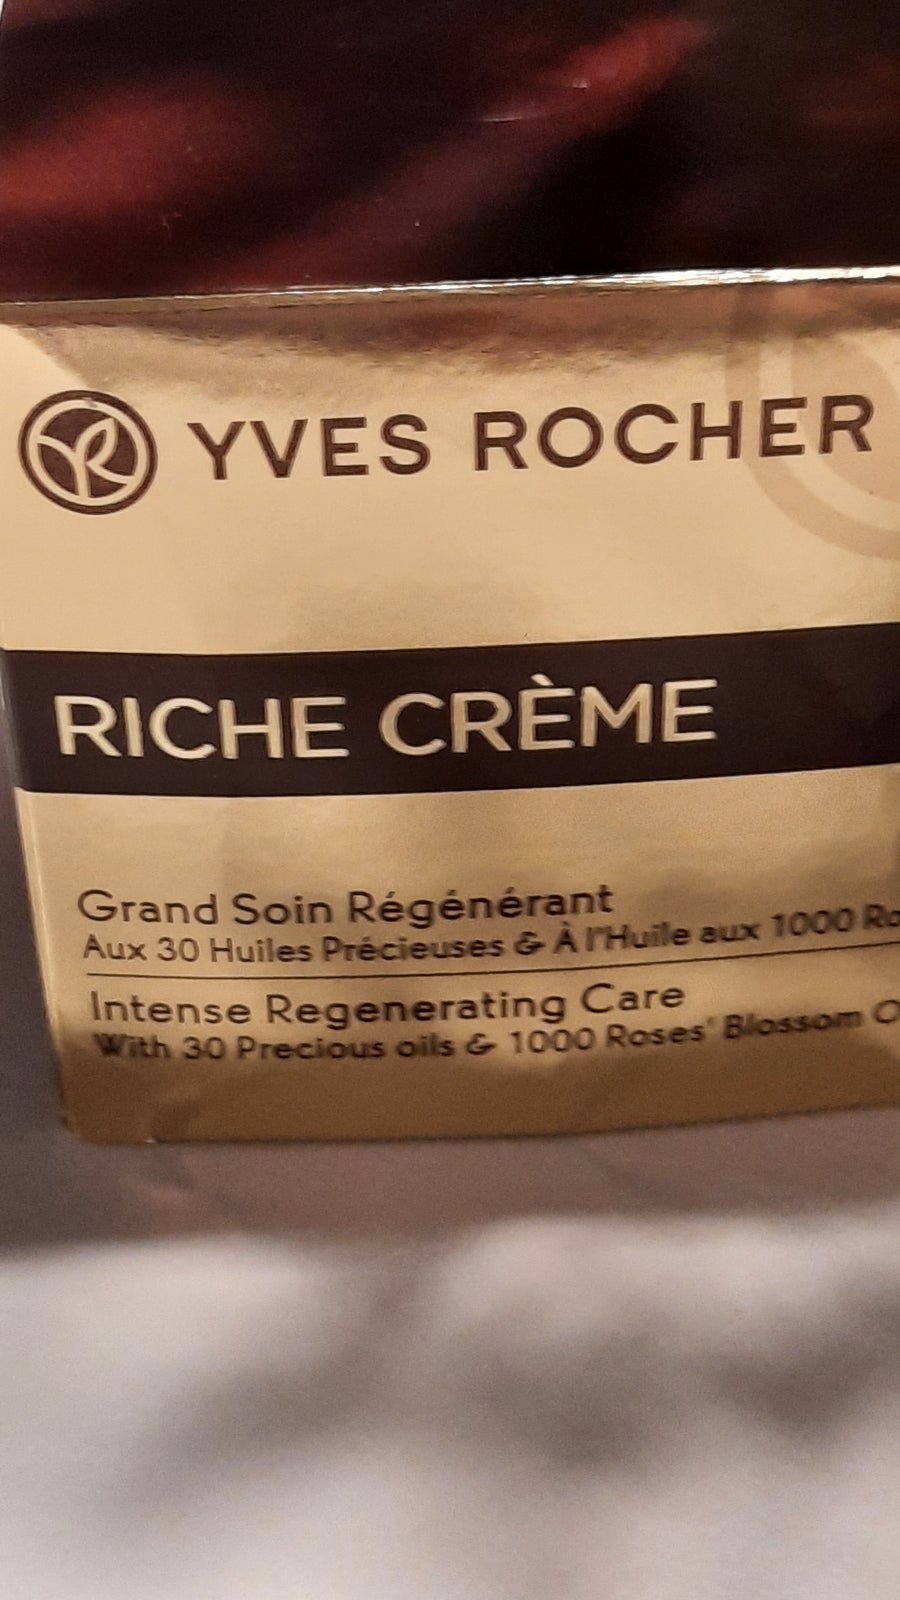 YVES ROCHER
RICHE CRÈME
Grand Soin Régénérant
Aux 30 Huiles Précieuses & À l'Huile aux 1000 Ro
Intense Regenerating Care
With 30 Precious oils & 1000 Roses' Blossom O